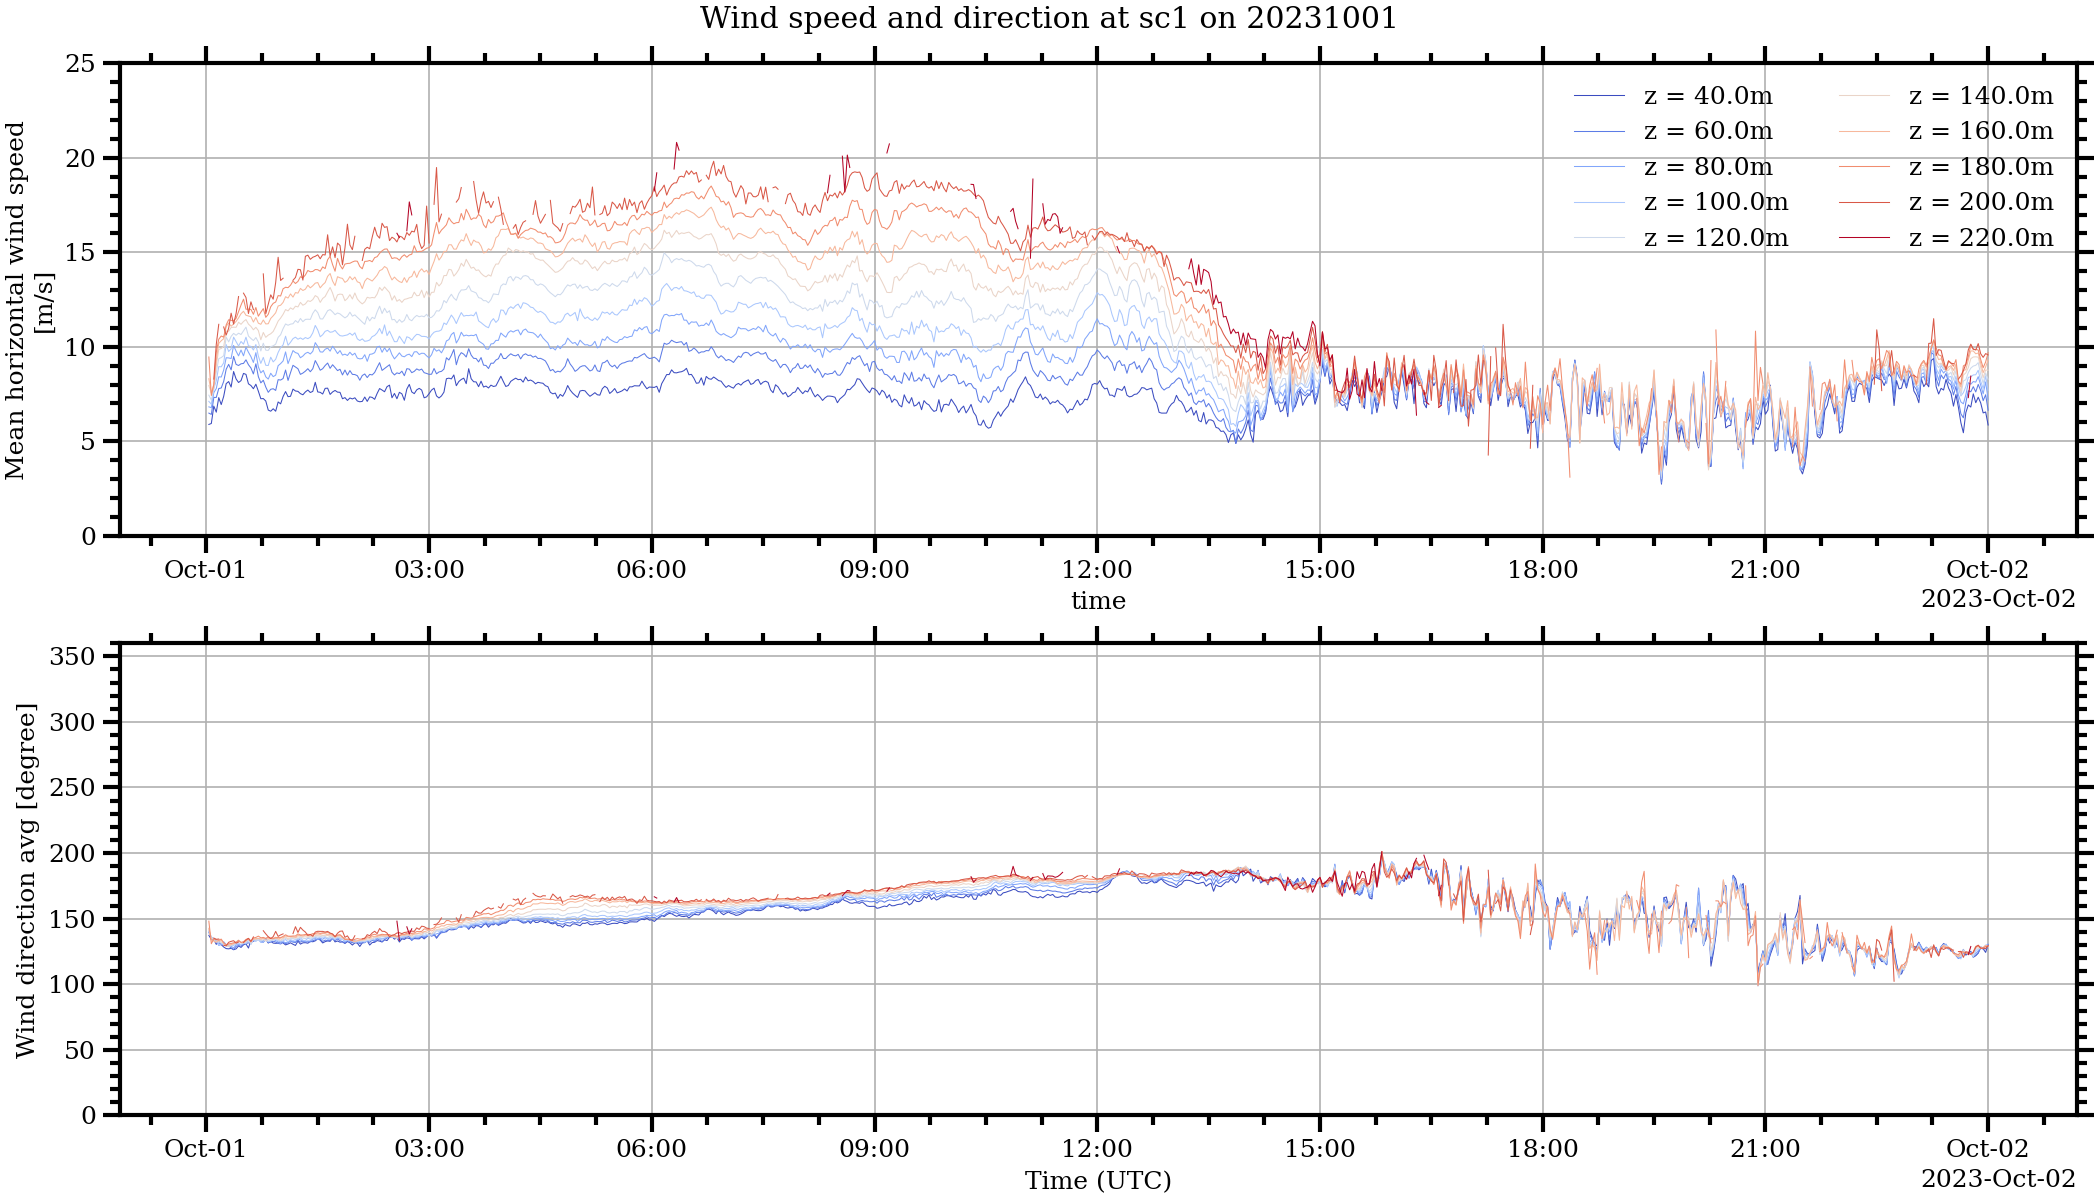 Wind speed and direction at sc1 on 20231001
Mean horizontal wind speed
[m/s]
25
20
15
10
5
0
z = 40.0m
z = 60.0m
z = 80.0m
z = 100.0m
z = 120.0m
z = 140.0m
z = 160.0m
z = 180.0m
z = 200.0m
z = 220.0m
Oct-01 03:00 06:00 09:00 12:00 15:00 18:00 21:00 Oct-02
time
2023-Oct-02
Wind direction avg [degree]
350
300
250
200
150
100
50
0
Oct-01 03:00 06:00 09:00 12:00 15:00 18:00 21:00 Oct-02
Time (UTC)
2023-Oct-02